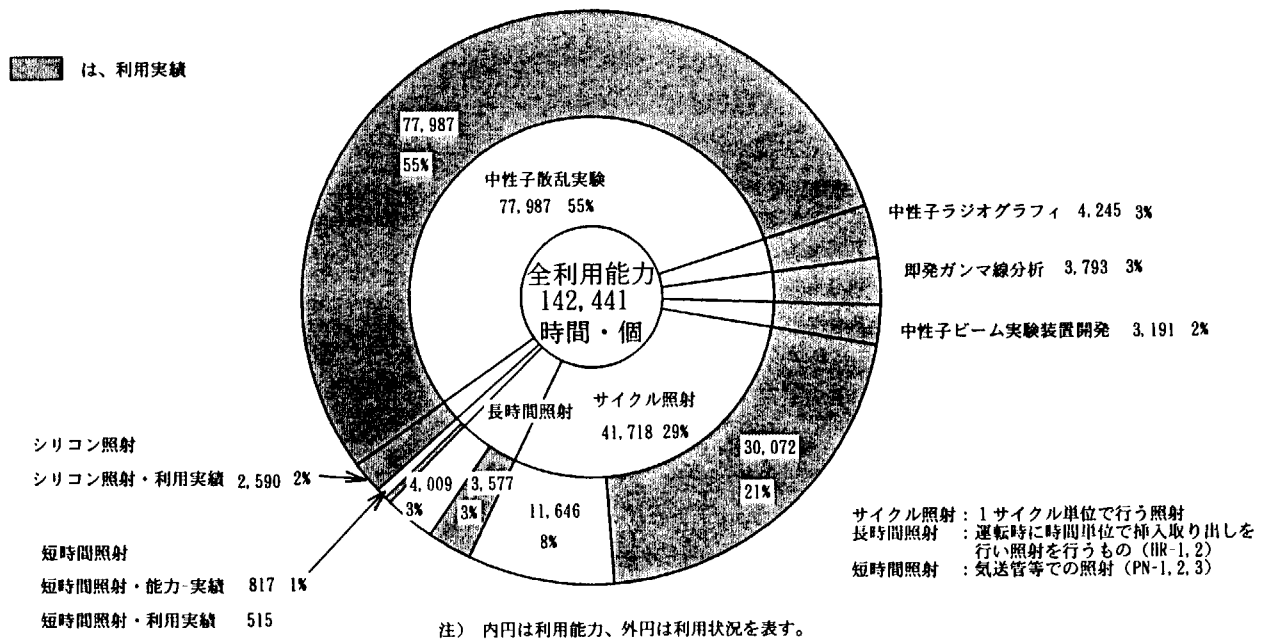 は、利用実績
77,987
55%
中性子散乱実験
77,987 55%
全利用能力
142,441
時間・個
中性子ラジオグラフィ 4,245 3%
即発ガンマ線分析 3,793 3%
中性子ビーム実験装置開発 3,191 2%
サイクル照射
41,718 29%
長時間照射
30,072
21%
11,646
8%
3,577
3%
4,009
3%
シリコン照射
シリコン照射・利用実績 2,590 2%
短時間照射
短時間照射・能力-実績 817 1%
短時間照射・利用実績 515
サイクル照射：１サイクル単位で行う照射
長時間照射 ：運転時に時間単位で挿入取り出しを
行い照射を行うもの（HR-1,2）
短時間照射 ：気送管等での照射（PN-1,2,3）
注） 内円は利用能力、外円は利用状況を表す。